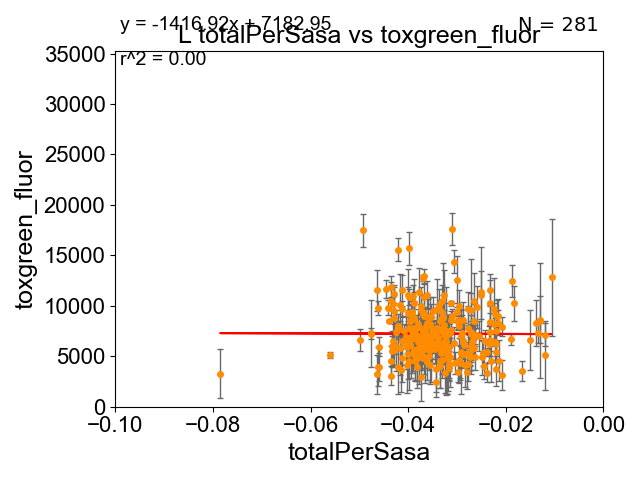 y = -1416.92x + 7182.95
N = 281
L totalPerSasa vs toxgreen_fluor
r^2 = 0.00
35000
30000
25000
20000
15000
10000
5000
0
toxgreen_fluor
−0.10
−0.08
−0.06
−0.04
−0.02
0.00
totalPerSasa